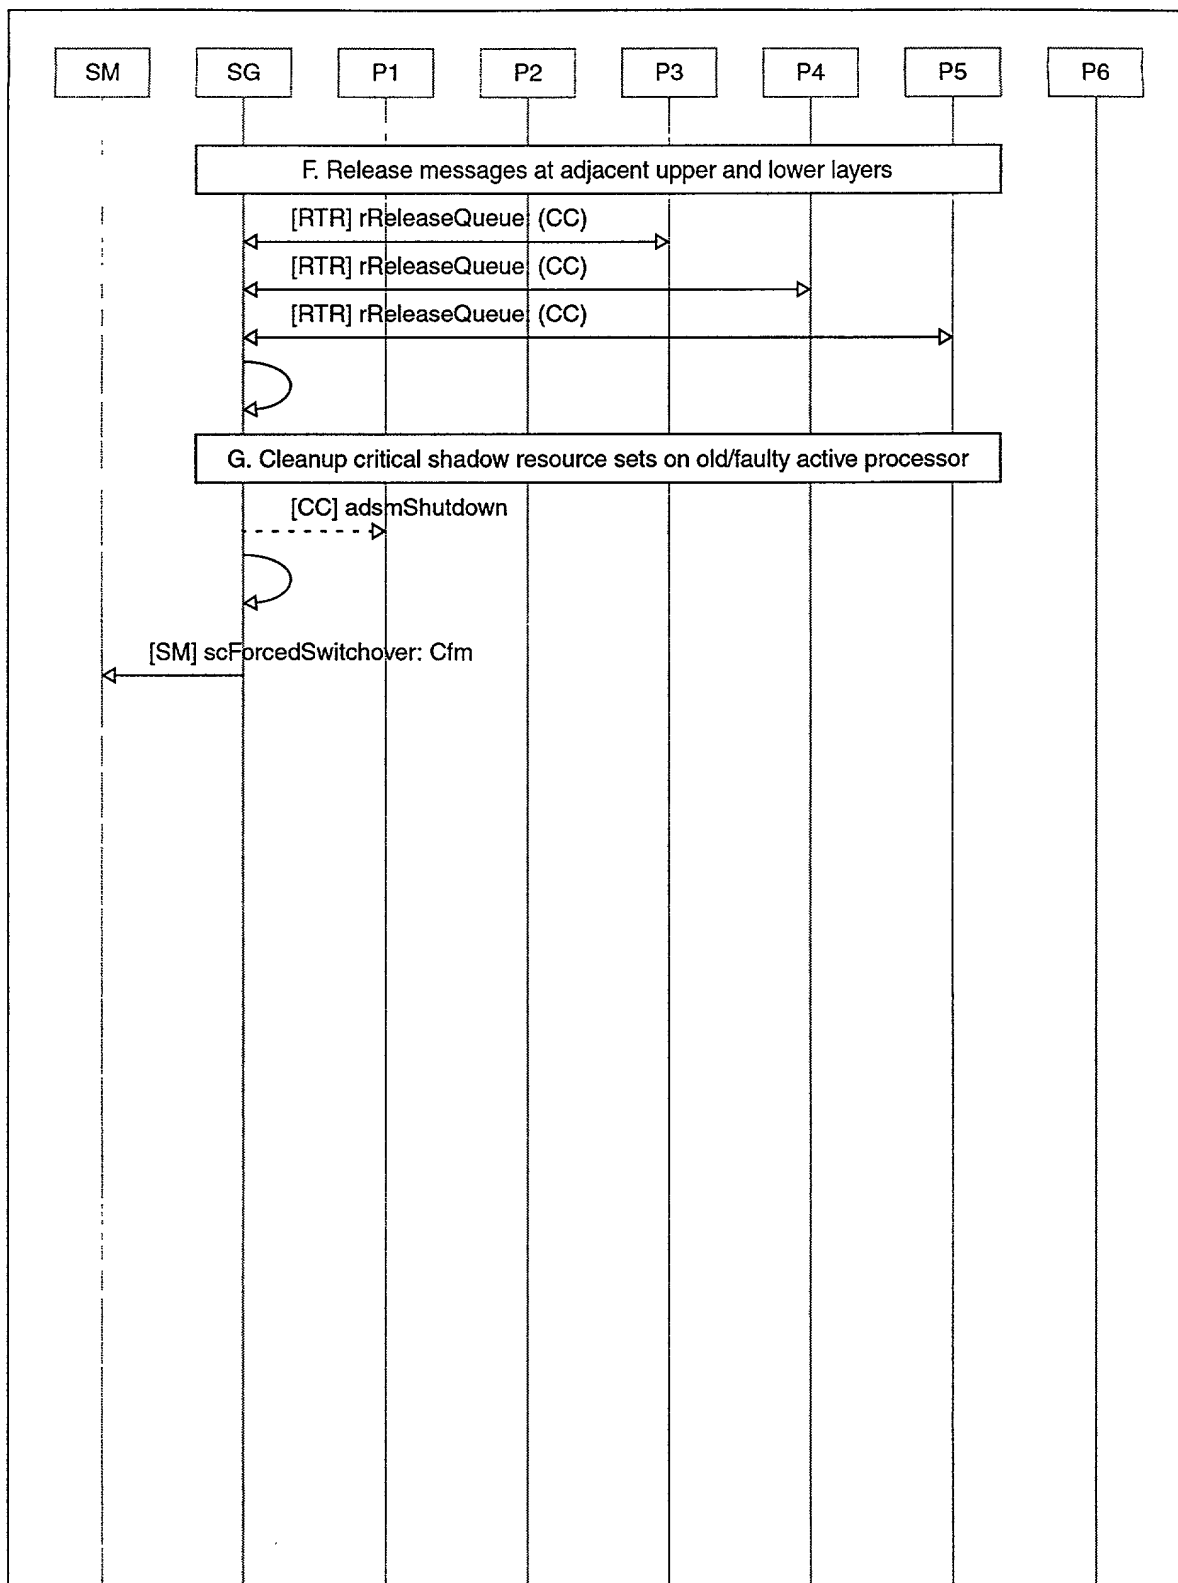 SM SG P1 P2 P3 P4 P5 P6
F. Release messages at adjacent upper and lower layers
[RTR] rReleaseQueue: (CC)
[RTR] rReleaseQueue: (CC)
[RTR] rReleaseQueue: (CC)
G. Cleanup critical shadow resource sets on old/faulty active processor
[CC] adsmShutdown
[SM] scForcedSwitchover: Cfm